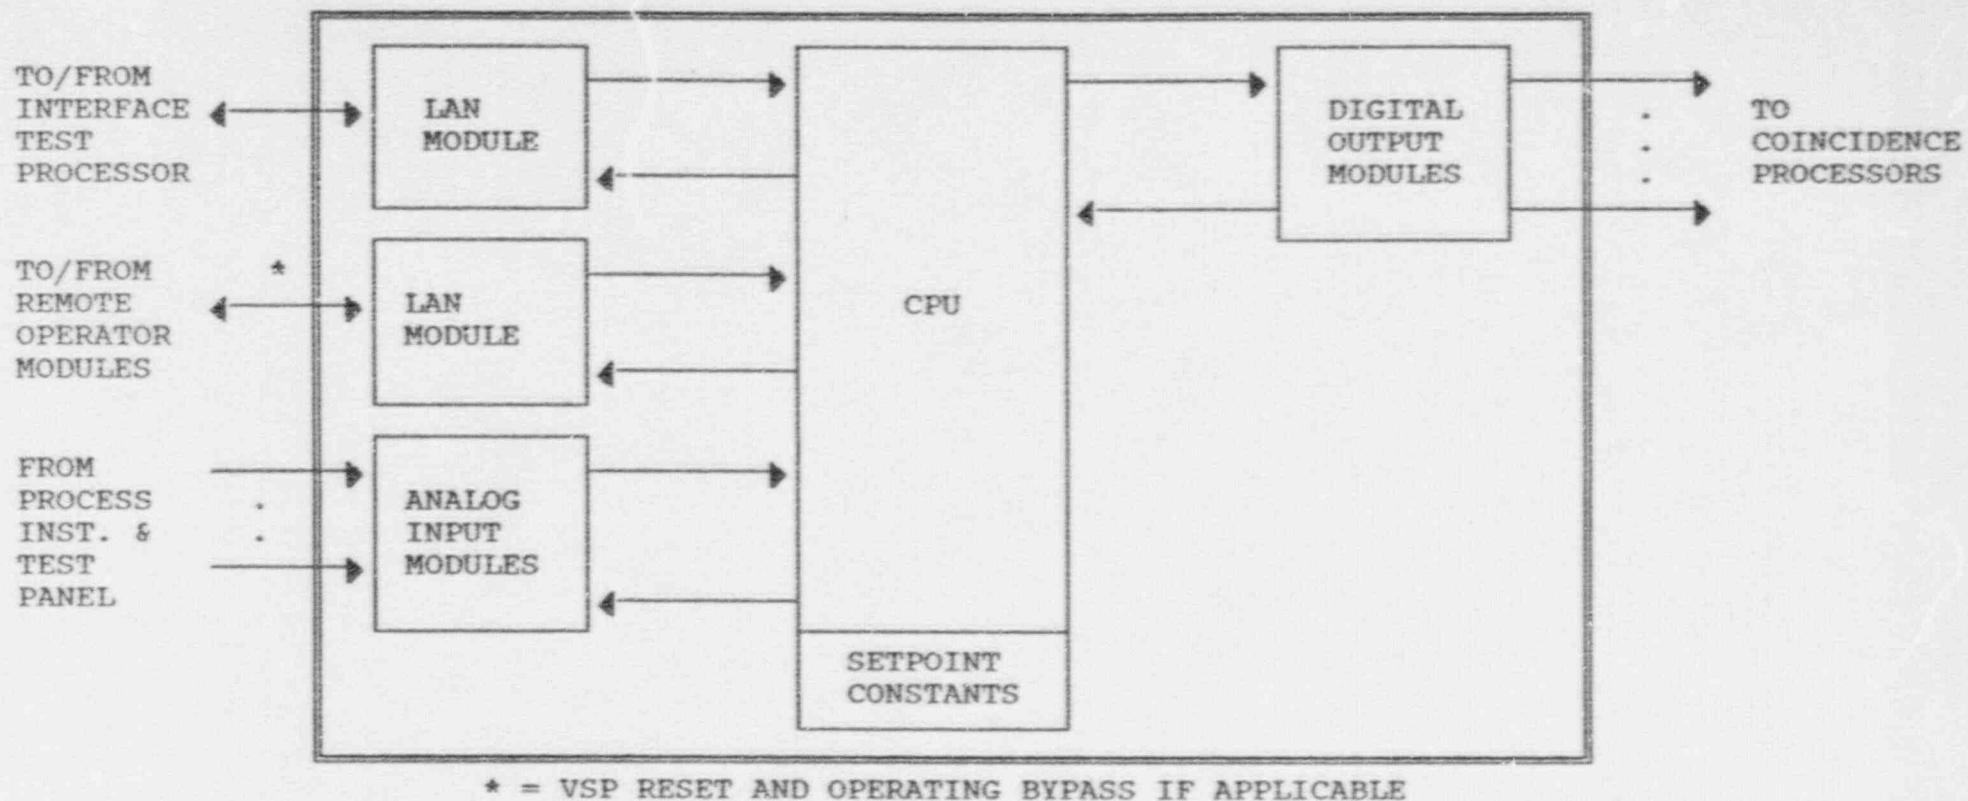 TO/FROM
INTERFACE
TEST
PROCESSOR
LAN
MODULE
DIGITAL
OUTPUT
MODULES
TO
COINCIDENCE
PROCESSORS
TO/FROM *
REMOTE
OPERATOR
MODULES
LAN
MODULE
CPU
FROM
PROCESS
INST. &
TEST
PANEL
ANALOG
INPUT
MODULES
SETPOINT
CONSTANTS
* = VSP RESET AND OPERATING BYPASS IF APPLICABLE